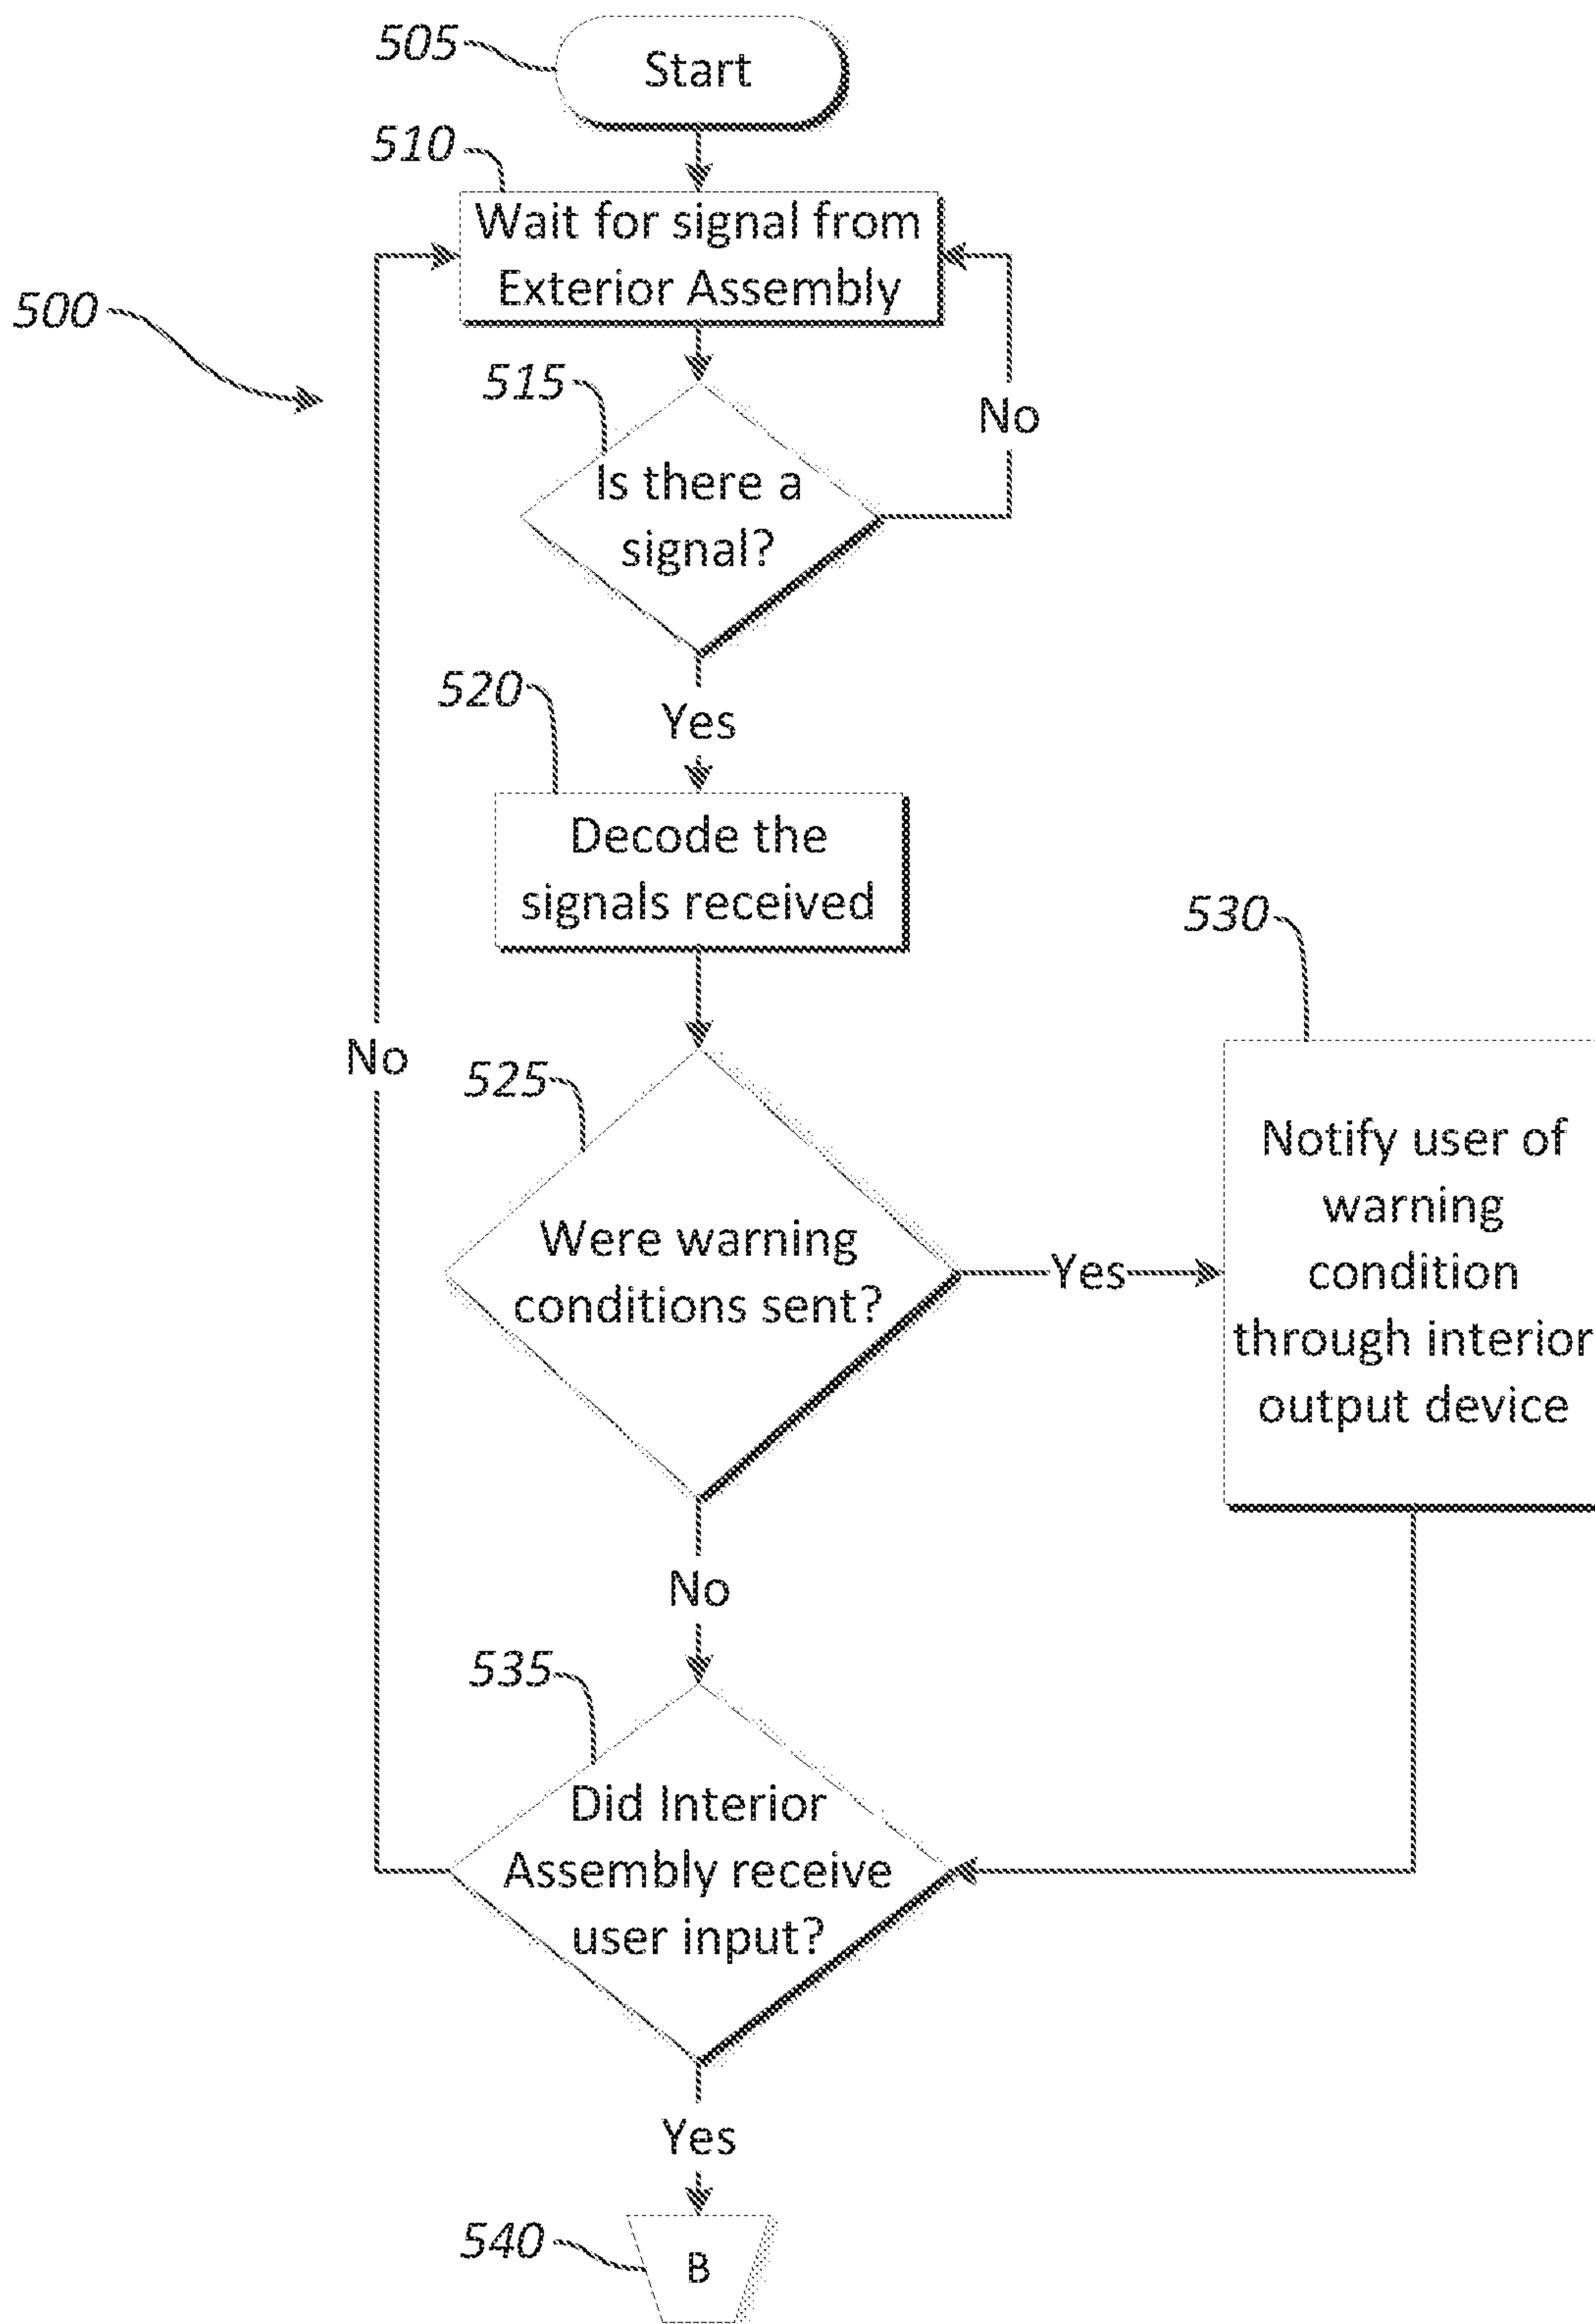 505
Start
510
Wait for signal from
Exterior Assembly
500
515
No
Is there a
signal?
520
Yes
Decode the
signals received
530
No
525
Notify user of
warning
condition
through interior
output device
Were warning
conditions sent?
Yes
No
535
Did Interior
Assembly receive
user input?
Yes
540
B